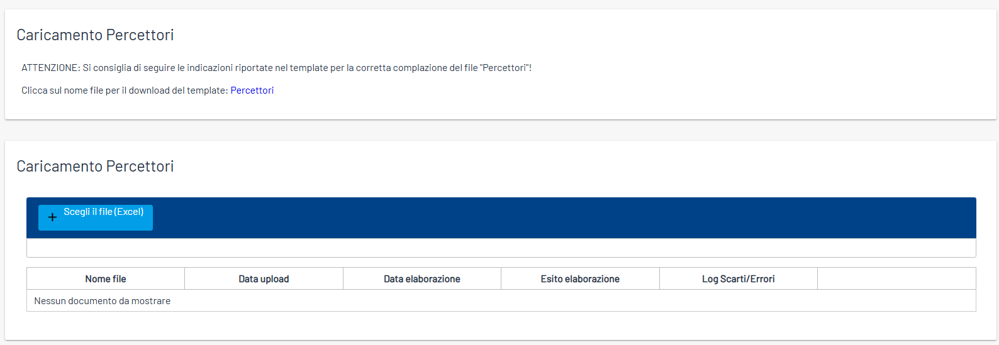 Caricamento Percettori
ATTENZIONE: Si consiglia di seguire le indicazioni riportate nel template per la corretta complazione del file "Percettori"!
Clicca sul nome file per il download del template: Percettori
Caricamento Percettori
Scegli il file (Excel)
Nome file Data upload Data elaborazione Esito elaborazione Log Scarti/Errori
Nessun documento da mostrare